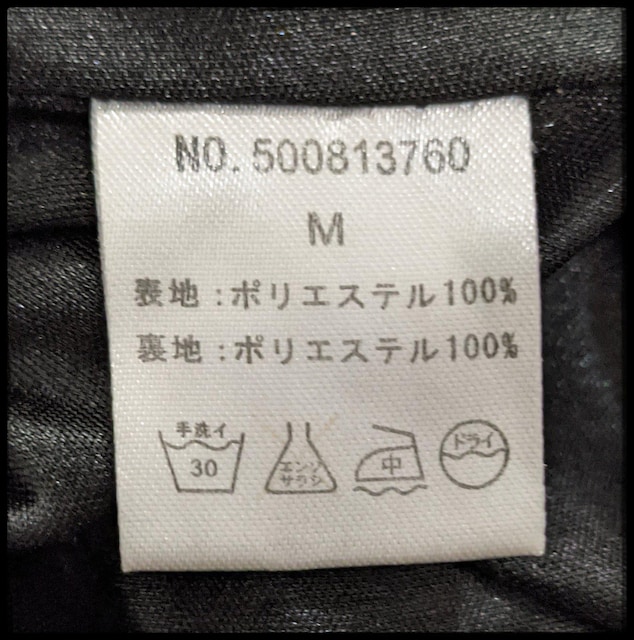 NO. 500813760
M
表地:ポリエステル100%
裏地:ポリエステル100%
手洗イ
30
エンソ
サラシ
中
ドライ